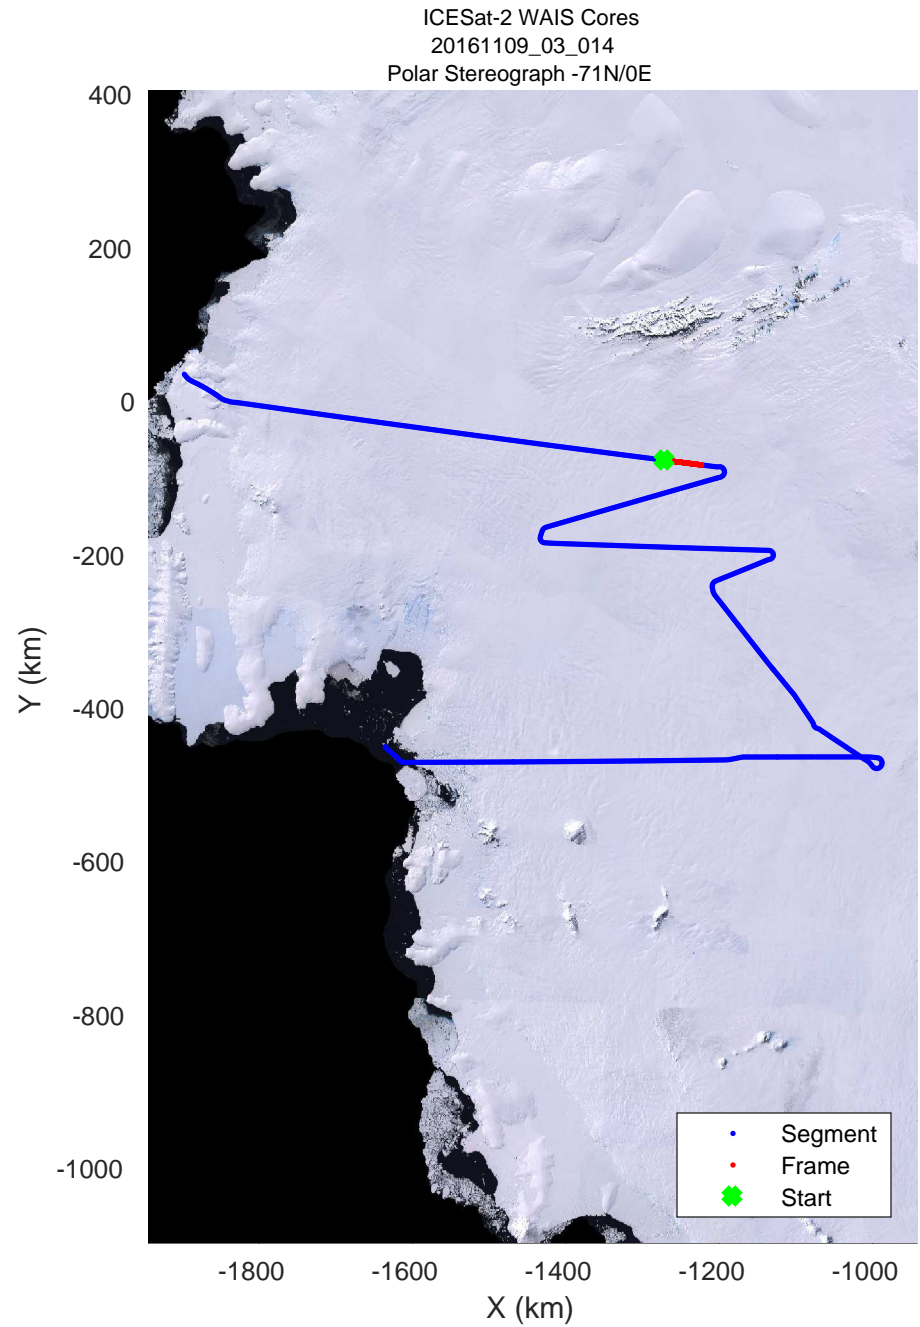 ICESat-2 WAIS Cores
20161109_03_014
Polar Stereograph -71N/0E
400
200
0
-200
-400
-600
-800
-1000
Y (km)
-1800
-1600
-1400
-1200
-1000
X (km)
Segment
Frame
Start